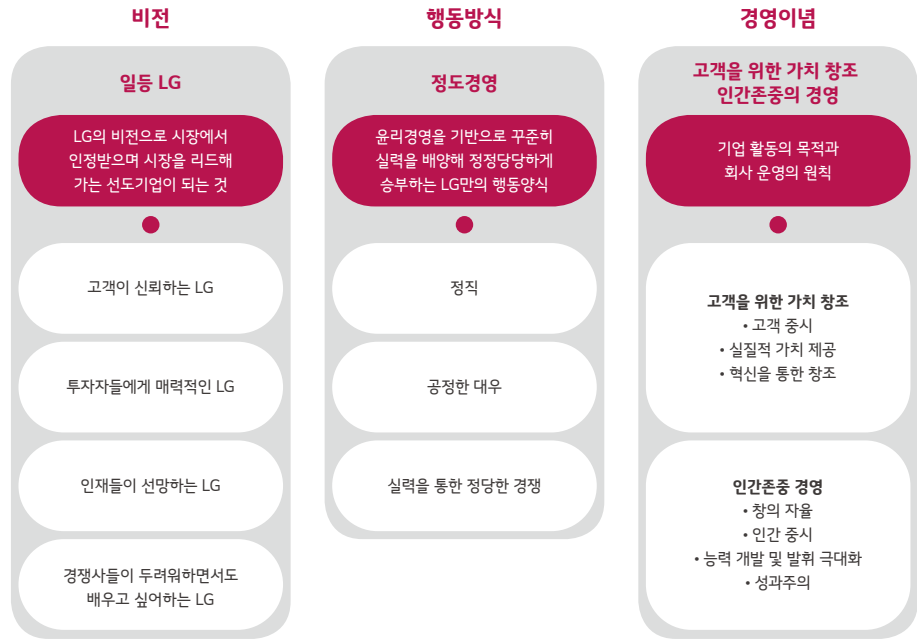 비전
일등 LG
LG의 비전으로 시장에서
인정받으며 시장을 리드해
가는 선도기업이 되는 것
고객이 신뢰하는 LG
투자자들에게 매력적인 LG
인재들이 선망하는 LG
경쟁사들이 두려워하면서도
배우고 싶어하는 LG
행동방식
정도경영
윤리경영을 기반으로 꾸준히
실력을 배양해 정정당당하게
승부하는 LG만의 행동양식
정직
공정한 대우
실력을 통한 정당한 경쟁
경영이념
고객을 위한 가치 창조
인간존중의 경영
기업 활동의 목적과
회사 운영의 원칙
고객을 위한 가치 창조
• 고객 중시
• 실질적 가치 제공
• 혁신을 통한 창조
인간존중 경영
• 창의 자율
• 인간 중시
• 능력 개발 및 발휘 극대화
• 성과주의